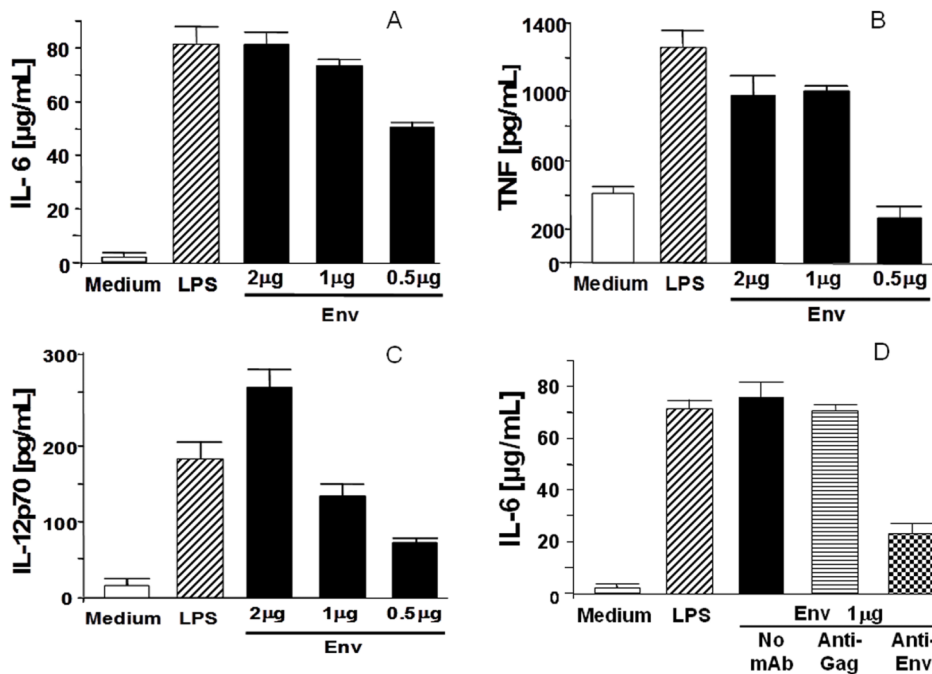 A
IL- 6 [µg/mL]
80
60
40
20
0
Medium LPS 2µg 1µg 0.5µg
Env
B
TNF [pg/mL]
1400
1000
600
200
0
Medium LPS 2µg 1µg 0.5µg
Env
C
IL-12p70 [pg/mL]
300
200
100
0
Medium LPS 2µg 1µg 0.5µg
Env
D
IL-6 [µg/mL]
80
60
40
20
0
Medium LPS Env 1µg
No Anti- Anti-
mAb Gag Env